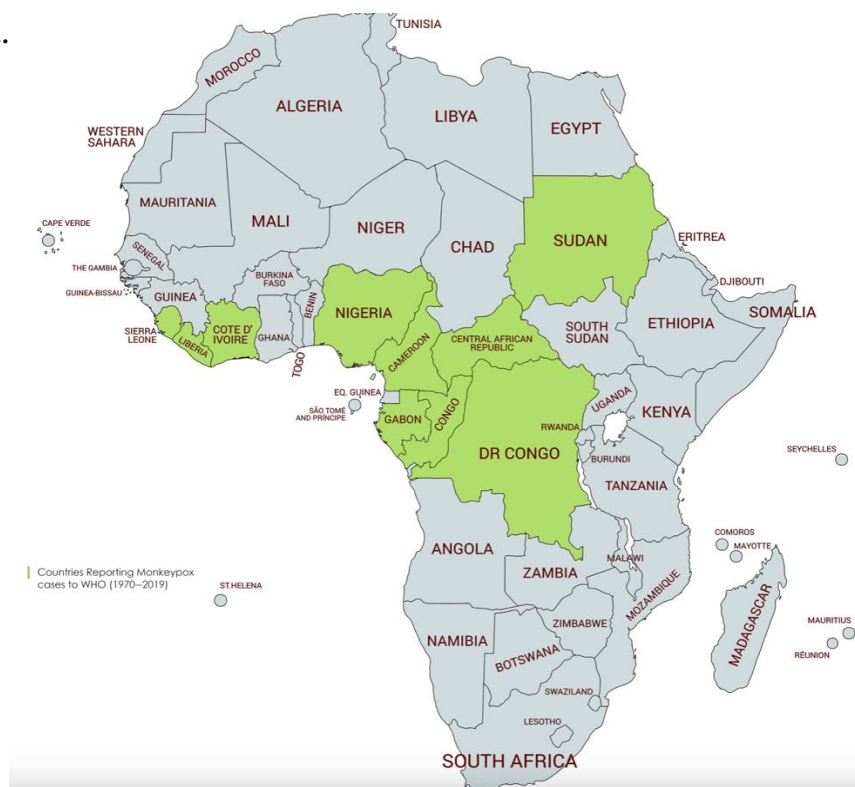 TUNISIA
MOROCCO
ALGERIA
LIBYA
EGYPT
WESTERN
SAHARA
MAURITANIA
MALI
NIGER
CHAD
SUDAN
ERITREA
CAPE VERDE
SENEGAL
THE GAMBIA
GUINEA-BISSAU
GUINEA
BURKINA
FASO
BENIN
NIGERIA
DJIBOUTI
SOMALIA
ETHIOPIA
SOUTH
SUDAN
SIERRA
LEONE
LIBERIA
COTE D'
IVOIRE
GHANA
TOGO
CAMEROON
CENTRAL AFRICAN
REPUBLIC
EQ. GUINEA
SÃO TOMÉ
AND PRÍNCIPE
GABON
CONGO
DR CONGO
UGANDA
KENYA
RWANDA
BURUNDI
TANZANIA
SEYCHELLES
COMOROS
MAYOTTE
ANGOLA
ZAMBIA
MALAWI
MOZAMBIQUE
Countries Reporting Monkeypox
cases to WHO (1970–2019)
ST.HELENA
ZIMBABWE
NAMIBIA
BOTSWANA
MADAGASCAR
MAURITIUS
RÉUNION
SWAZILAND
LESOTHO
SOUTH AFRICA